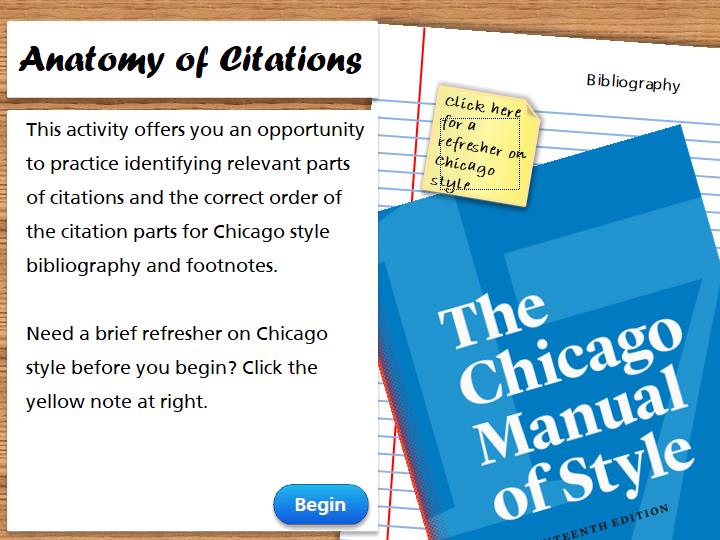 Anatomy of Citations
This activity offers you an opportunity
to practice identifying relevant parts
of citations and the correct order of
the citation parts for Chicago style
bibliography and footnotes.
Need a brief refresher on Chicago
style before you begin? Click the
yellow note at right.
Begin
Bibliography
Click here
for a
refresher on
Chicago
style
The
Chicago
Manual
of Style
17
TEENTH EDITION